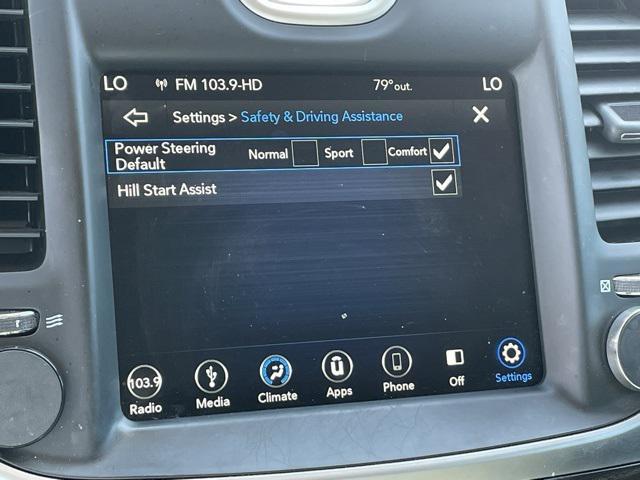 LO FM 103.9-HD 79° out. LO
Settings > Safety & Driving Assistance
Power Steering
Default
Normal Sport Comfort
Hill Start Assist
103.9
Radio Media Climate Apps Phone Off Settings